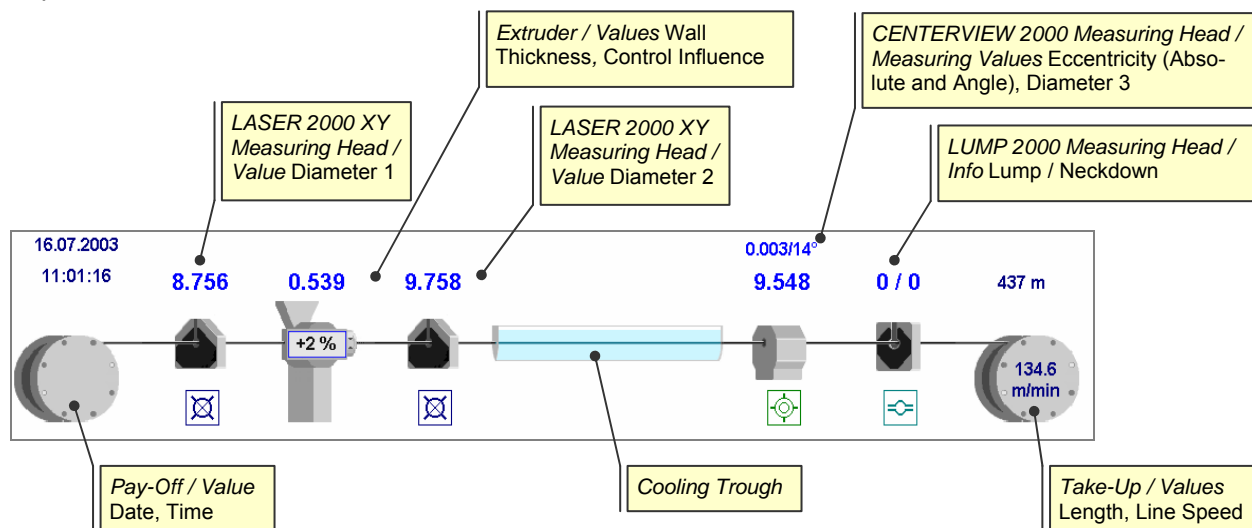 Extruder / Values Wall
Thickness, Control Influence
CENTERVIEW 2000 Measuring Head /
Measuring Values Eccentricity (Abso-
lute and Angle), Diameter 3
LASER 2000 XY
Measuring Head /
Value Diameter 1
LASER 2000 XY
Measuring Head /
Value Diameter 2
LUMP 2000 Measuring Head /
Info Lump / Neckdown
16.07.2003
11:01:16
8.756
0.539
9.758
0.003/14°
9.548
0 / 0
437 m
+2 %
134.6
m/min
Pay-Off / Value
Date, Time
Cooling Trough
Take-Up / Values
Length, Line Speed